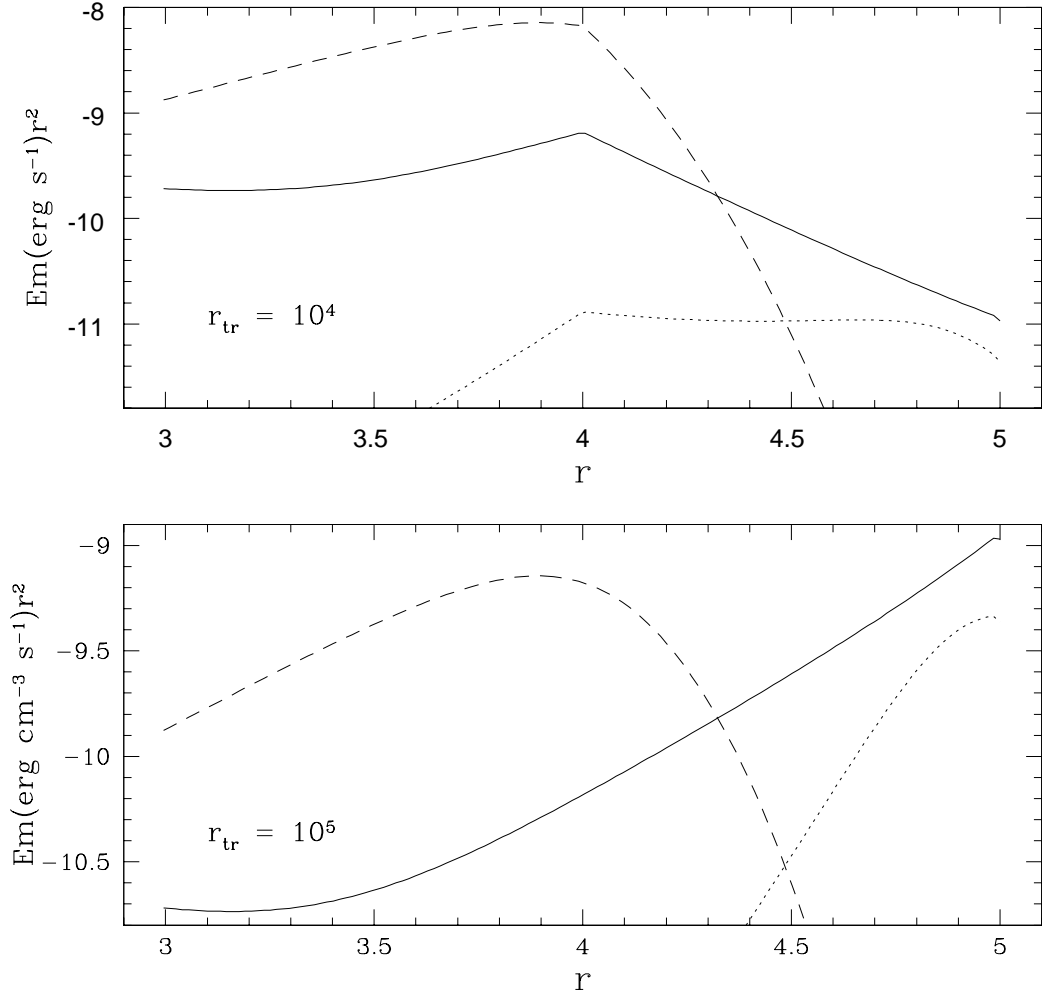 -8
-9
-10
-11
Em(erg s⁻¹)r²
r_tr = 10⁴
3 3.5 4 4.5 5
r
−9
−9.5
−10
−10.5
Em(erg cm⁻³ s⁻¹)r²
r_tr = 10⁵
3 3.5 4 4.5 5
r